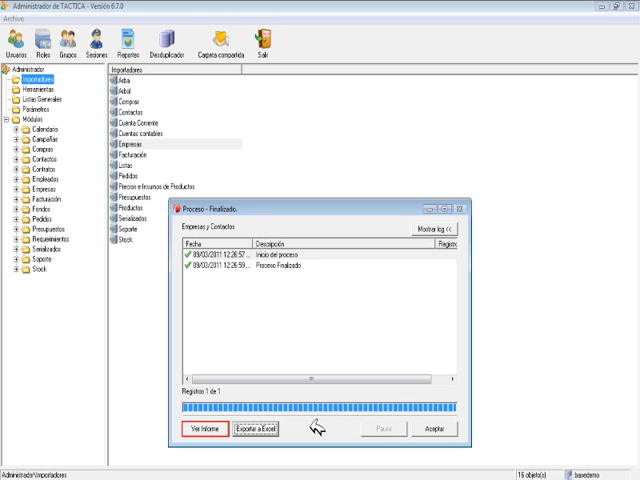 Administrador de TACTICA - Versión 6.7.0
Archivo
Usuarios Roles Grupos Sesiones Reportes Desduplicador Carpeta compartida Salir
Administrador
Importadores
Herramientas
Listas Generales
Parámetros
Módulos
Calendario
Campañas
Compras
Contactos
Contratos
Empleados
Empresas
Facturación
Fondos
Pedidos
Presupuestos
Requerimientos
Serializados
Soporte
Stock
Importadores
Arba
Arbol
Compras
Contactos
Cuenta Corriente
Cuentas contables
Empresas
Facturación
Listas
Pedidos
Precios e Insumos de Productos
Presupuestos
Productos
Serializados
Soporte
Stock
Proceso - Finalizado.
Empresas y Contactos
Mostrar log <<
Fecha Descripción Registro
09/03/2011 12:26:57... Inicio del proceso
09/03/2011 12:26:59... Proceso Finalizado
Registros 1 de 1
Ver Informe Exportar a Excel Pausa Aceptar
Administrador\Importadores 16 objeto(s) basedemo